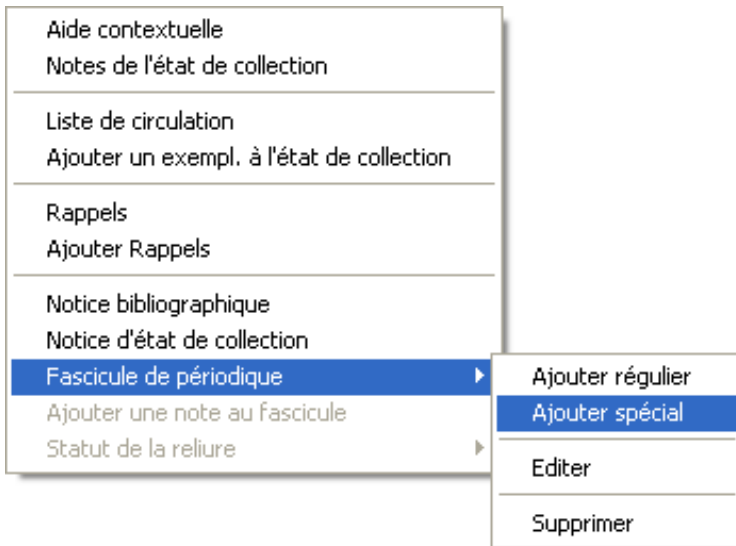 Aide contextuelle
Notes de l'état de collection
Liste de circulation
Ajouter un exempl. à l'état de collection
Rappels
Ajouter Rappels
Notice bibliographique
Notice d'état de collection
Fascicule de périodique
Ajouter une note au fascicule
Statut de la reliure
Ajouter régulier
Ajouter spécial
Editer
Supprimer